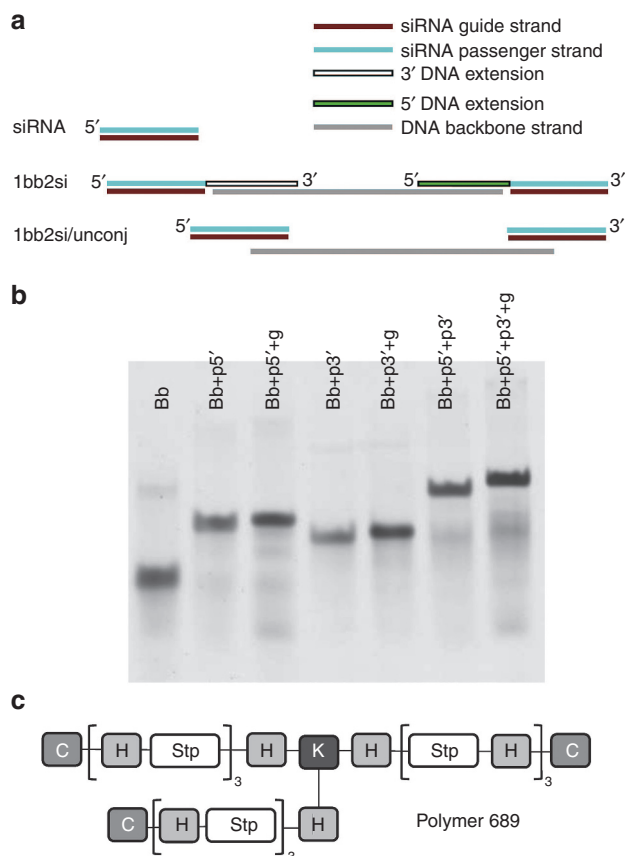 a
siRNA guide strand
siRNA passenger strand
3′ DNA extension
5′ DNA extension
DNA backbone strand
siRNA 5′
1bb2si 5′ 3′ 5′ 3′
1bb2si/unconj 5′ 3′
b
Bb
Bb+p5′
Bb+p5′+g
Bb+p3′
Bb+p3′+g
Bb+p5′+p3′
Bb+p5′+p3′+g
c
C H Stp 3 H K H Stp H 3 C
C H Stp 3 H Polymer 689